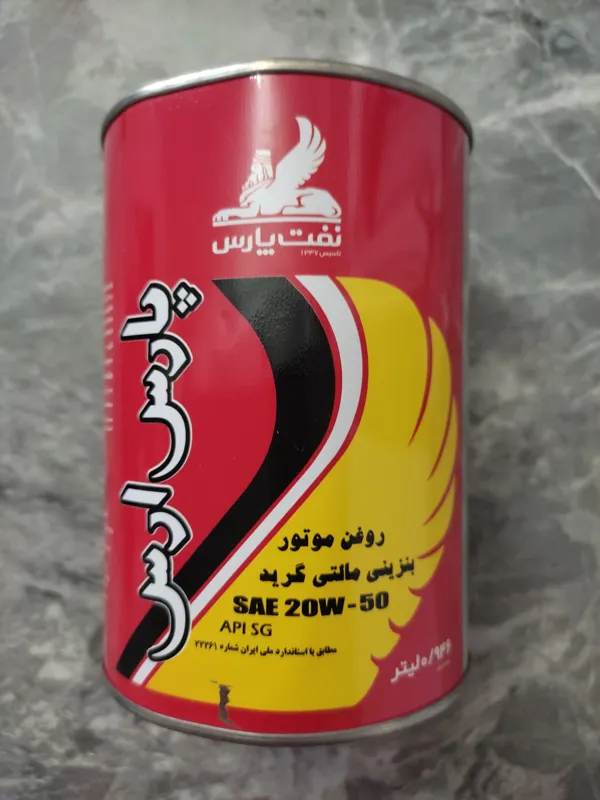 نفت پارس
تاسیس ۱۳۳۷
پارس ارس
روغن موتور
بنزینی مالتی گرید
SAE 20W-50
API SG
مطابق با استاندارد ملی ایران شماره ۲۲۲۶۱
۰/۹۴۶ لیتر